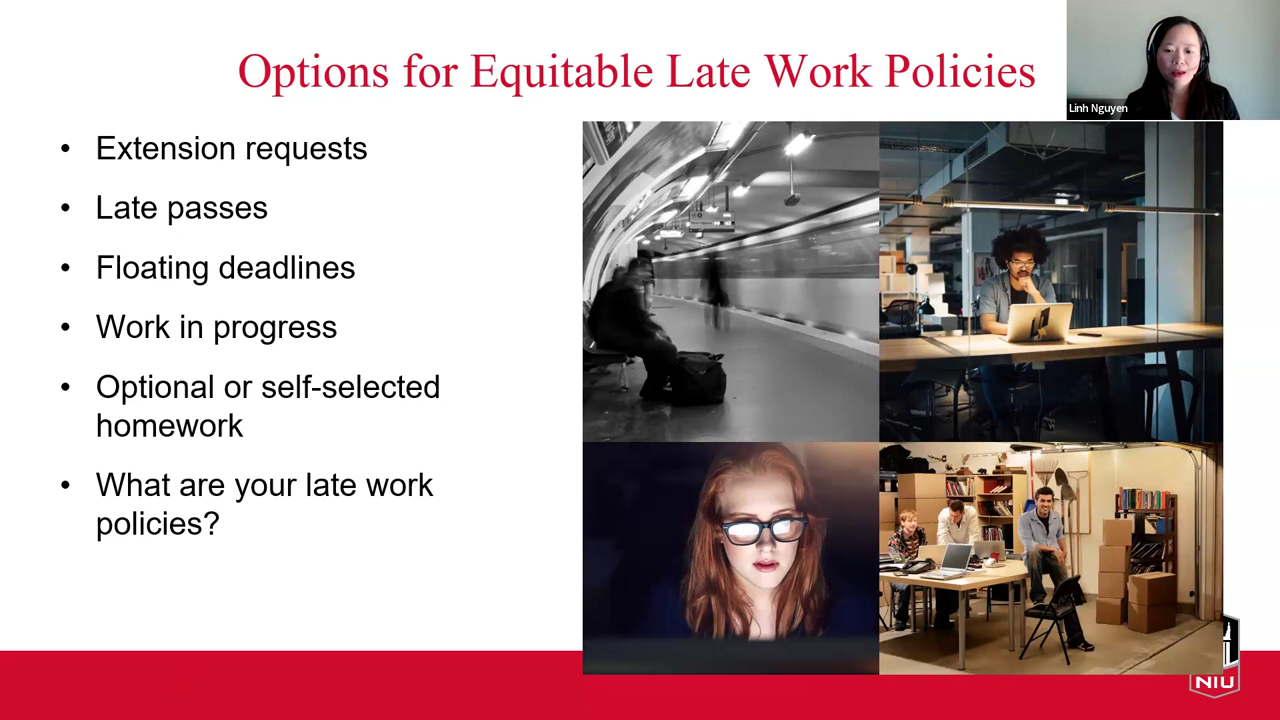 Options for Equitable Late Work Policies
Linh Nguyen
• Extension requests
• Late passes
• Floating deadlines
• Work in progress
• Optional or self-selected
homework
• What are your late work
policies?
NIU